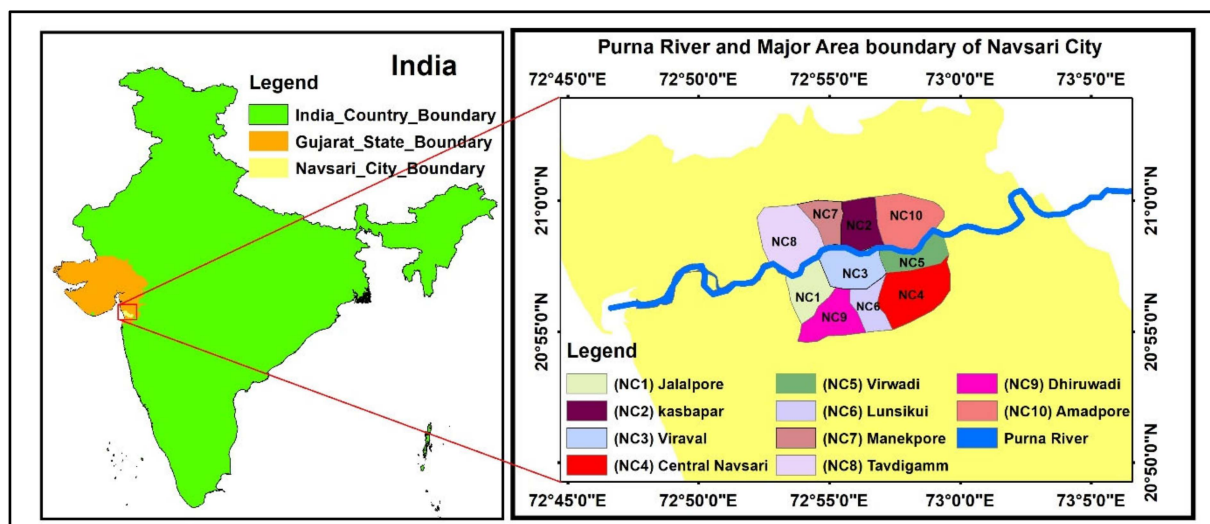 India
Legend
India_Country_Boundary
Gujarat_State_Boundary
Navsari_City_Boundary
Purna River and Major Area boundary of Navsari City
72°45'0"E 72°50'0"E 72°55'0"E 73°0'0"E 73°5'0"E
21°0'0"N
20°55'0"N
20°50'0"N
21°0'0"N
20°55'0"N
20°50'0"N
NC7
NC2
NC10
NC8
NC3
NC5
NC1
NC6
NC4
NC9
Legend
(NC1) Jalalpore
(NC2) kasbapar
(NC3) Viraval
(NC4) Central Navsari
(NC5) Virwadi
(NC6) Lunsikui
(NC7) Manekpore
(NC8) Tavdigamm
(NC9) Dhiruwadi
(NC10) Amadpore
Purna River
72°45'0"E 72°50'0"E 72°55'0"E 73°0'0"E 73°5'0"E